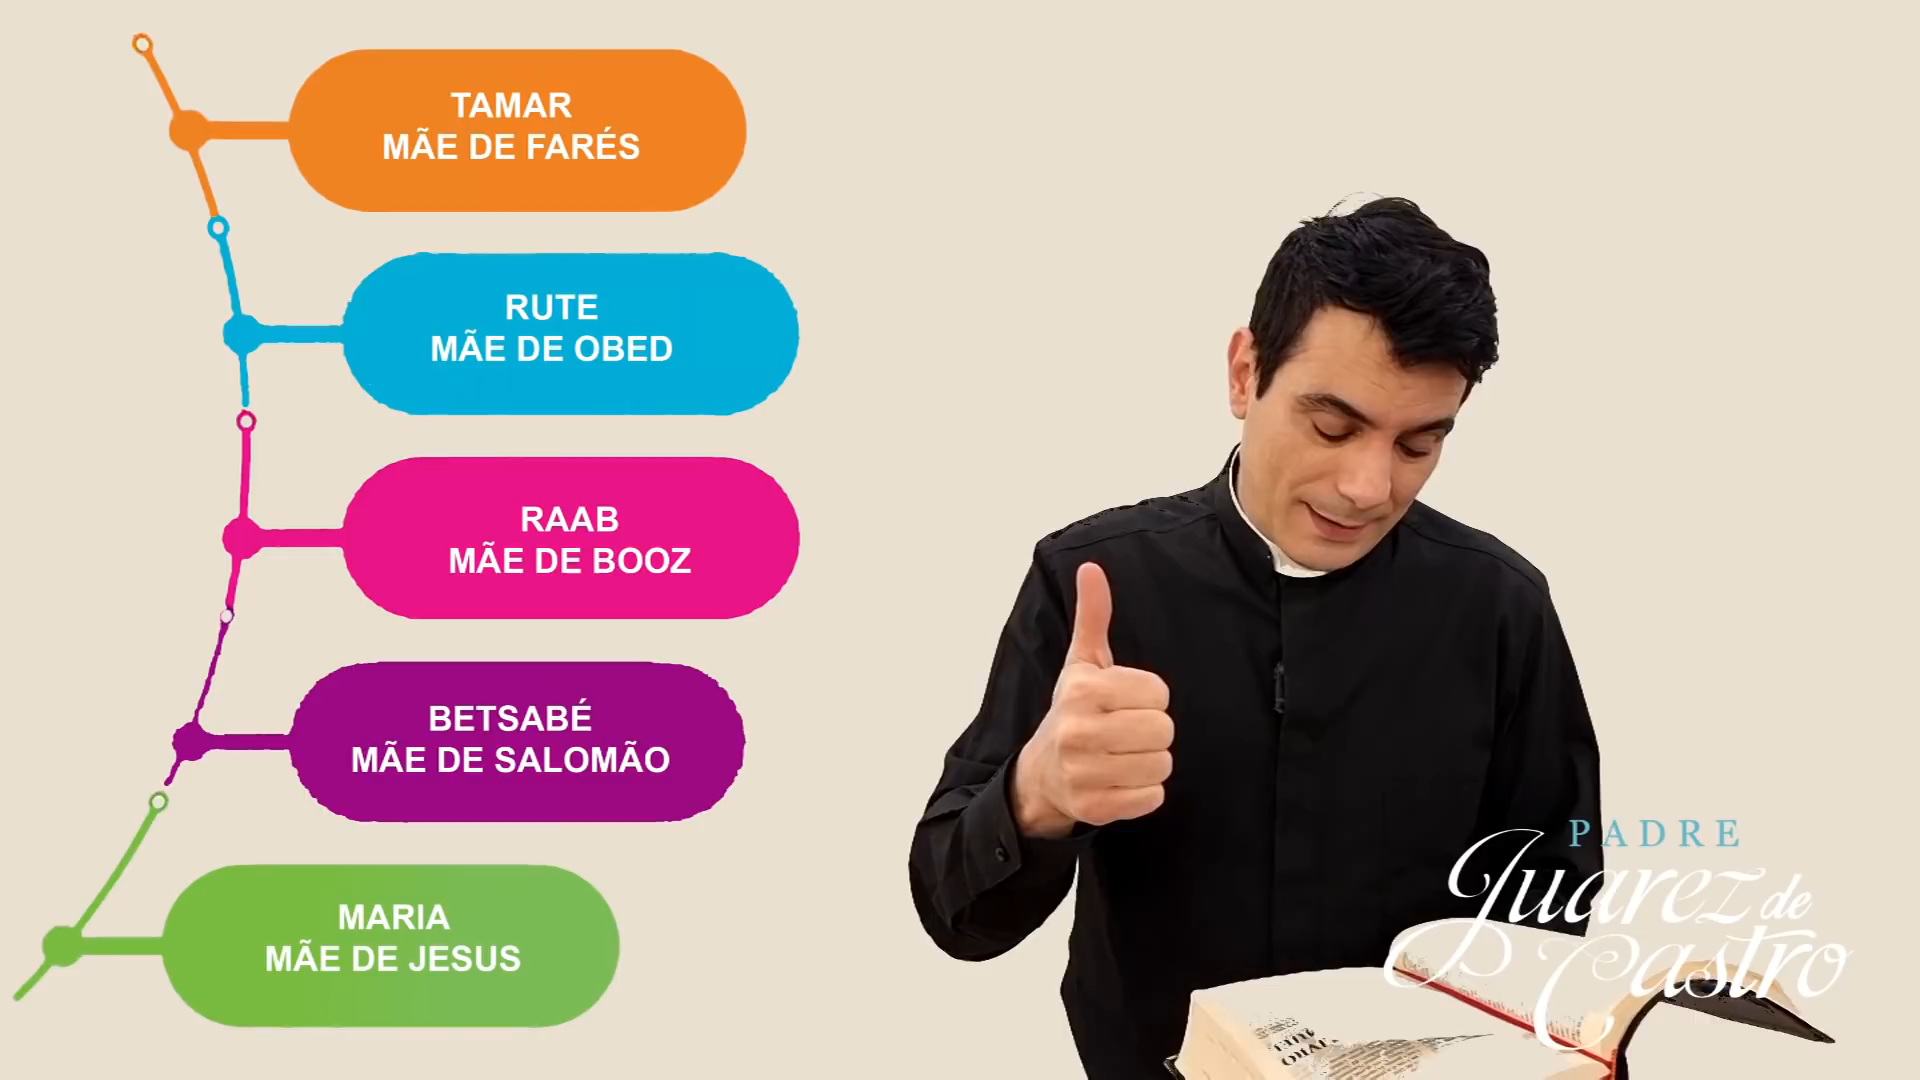 TAMAR
MÃE DE FARÉS
RUTE
MÃE DE OBED
RAAB
MÃE DE BOOZ
BETSABÉ
MÃE DE SALOMÃO
MARIA
MÃE DE JESUS
PADRE
Juarez de
Castro